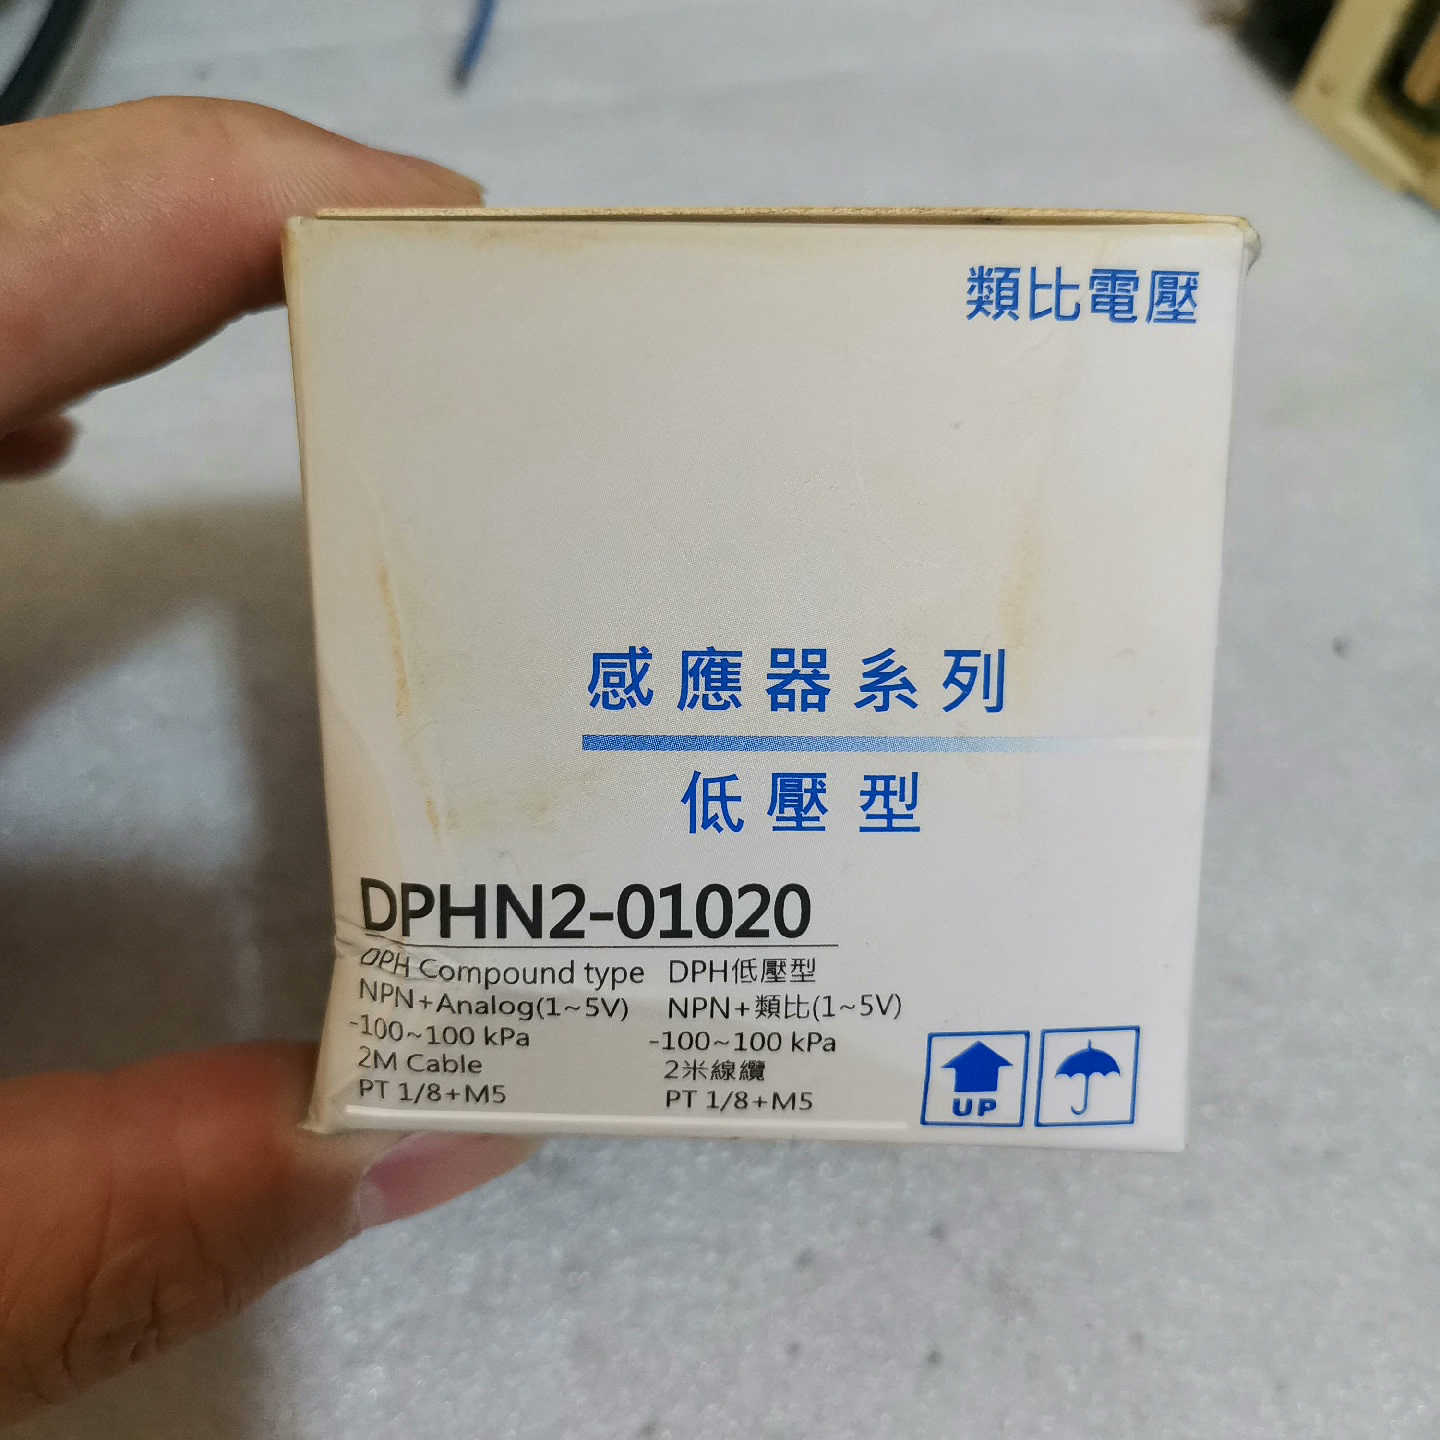 類比電壓
感應器系列
低壓型
DPHN2-01020
DPH Compound type DPH低壓型
NPN+Analog(1~5V) NPN+類比(1~5V)
-100~100 kPa -100~100 kPa
2M Cable 2米線纜
PT 1/8+M5 PT 1/8+M5
UP